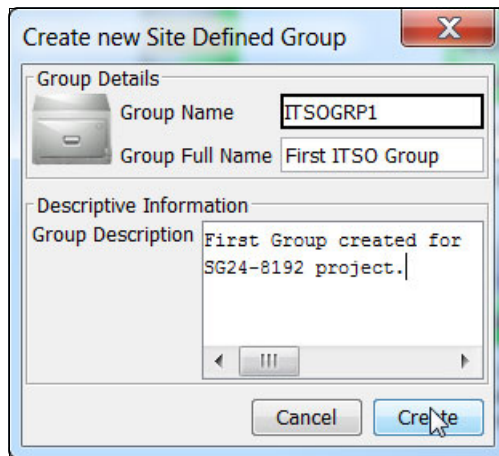 Create new Site Defined Group
X
Group Details
Group Name ITSOGRP1
Group Full Name First ITSO Group
Descriptive Information
Group Description First Group created for
SG24-8192 project.
Cancel Create